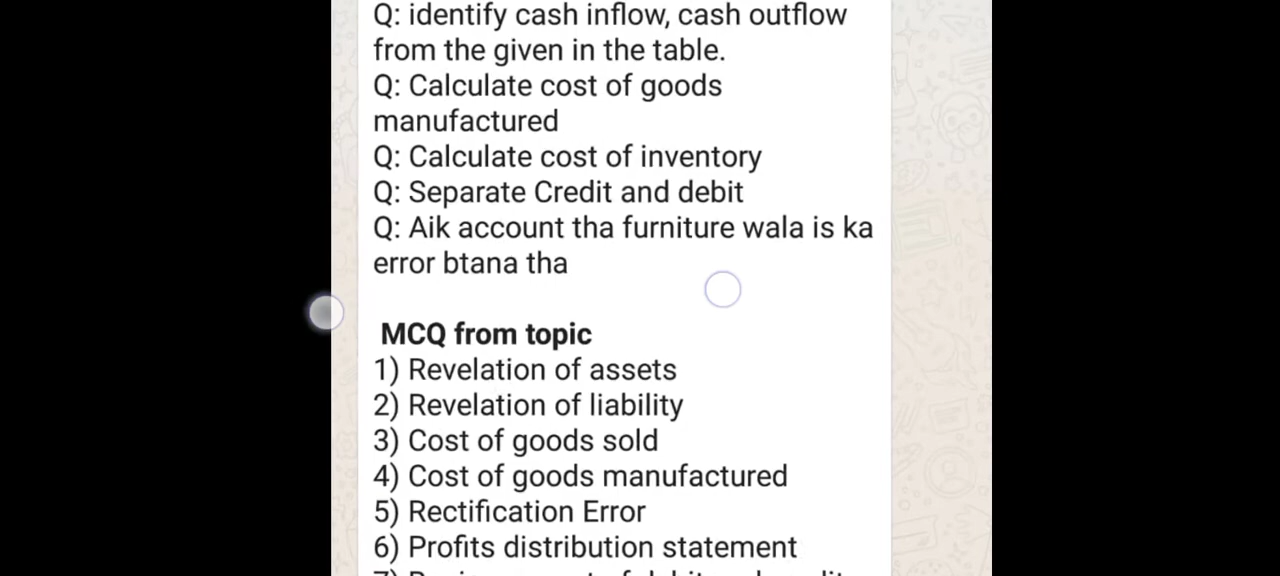 Q: identify cash inflow, cash outflow
from the given in the table.
Q: Calculate cost of goods
manufactured
Q: Calculate cost of inventory
Q: Separate Credit and debit
Q: Aik account tha furniture wala is ka
error btana tha
MCQ from topic
1) Revelation of assets
2) Revelation of liability
3) Cost of goods sold
4) Cost of goods manufactured
5) Rectification Error
6) Profits distribution statement